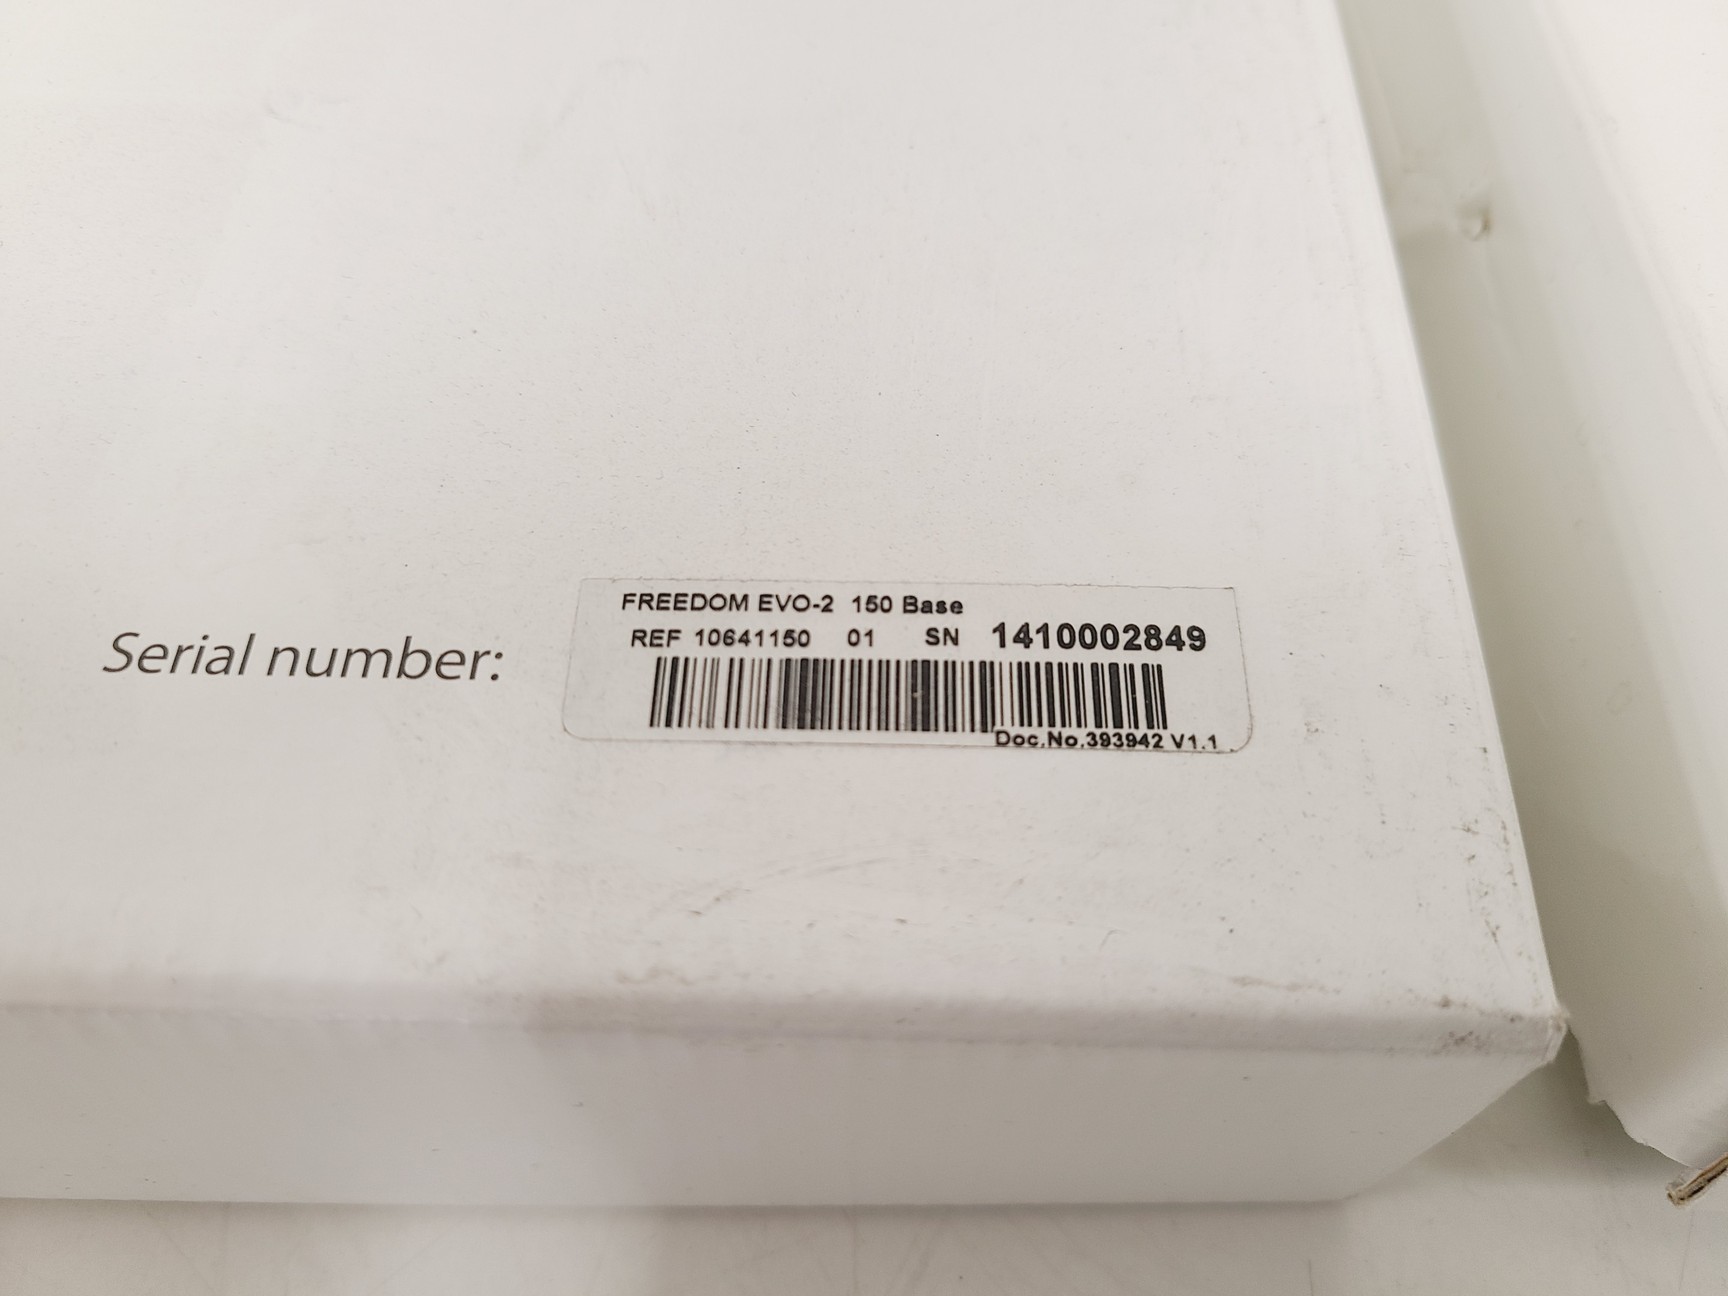 Serial number:
FREEDOM EVO-2 150 Base
REF 10641150 01 SN 1410002849
Doc.No.393942 V1.1